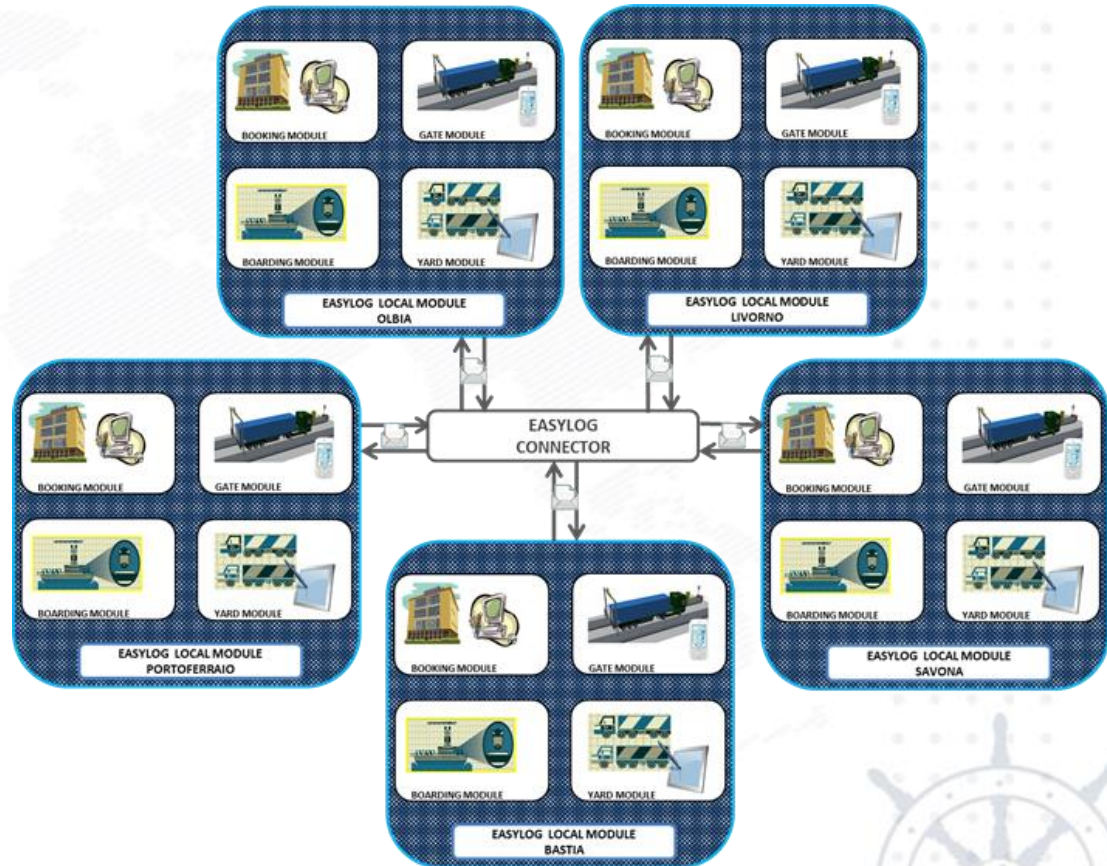 BOOKING MODULE
GATE MODULE
BOARDING MODULE
YARD MODULE
EASYLOG LOCAL MODULE
OLBIA
BOOKING MODULE
GATE MODULE
BOARDING MODULE
YARD MODULE
EASYLOG LOCAL MODULE
LIVORNO
BOOKING MODULE
GATE MODULE
BOARDING MODULE
YARD MODULE
EASYLOG LOCAL MODULE
PORTOFERRAIO
EASYLOG
CONNECTOR
BOOKING MODULE
GATE MODULE
BOARDING MODULE
YARD MODULE
EASYLOG LOCAL MODULE
SAVONA
BOOKING MODULE
GATE MODULE
BOARDING MODULE
YARD MODULE
EASYLOG LOCAL MODULE
BASTIA